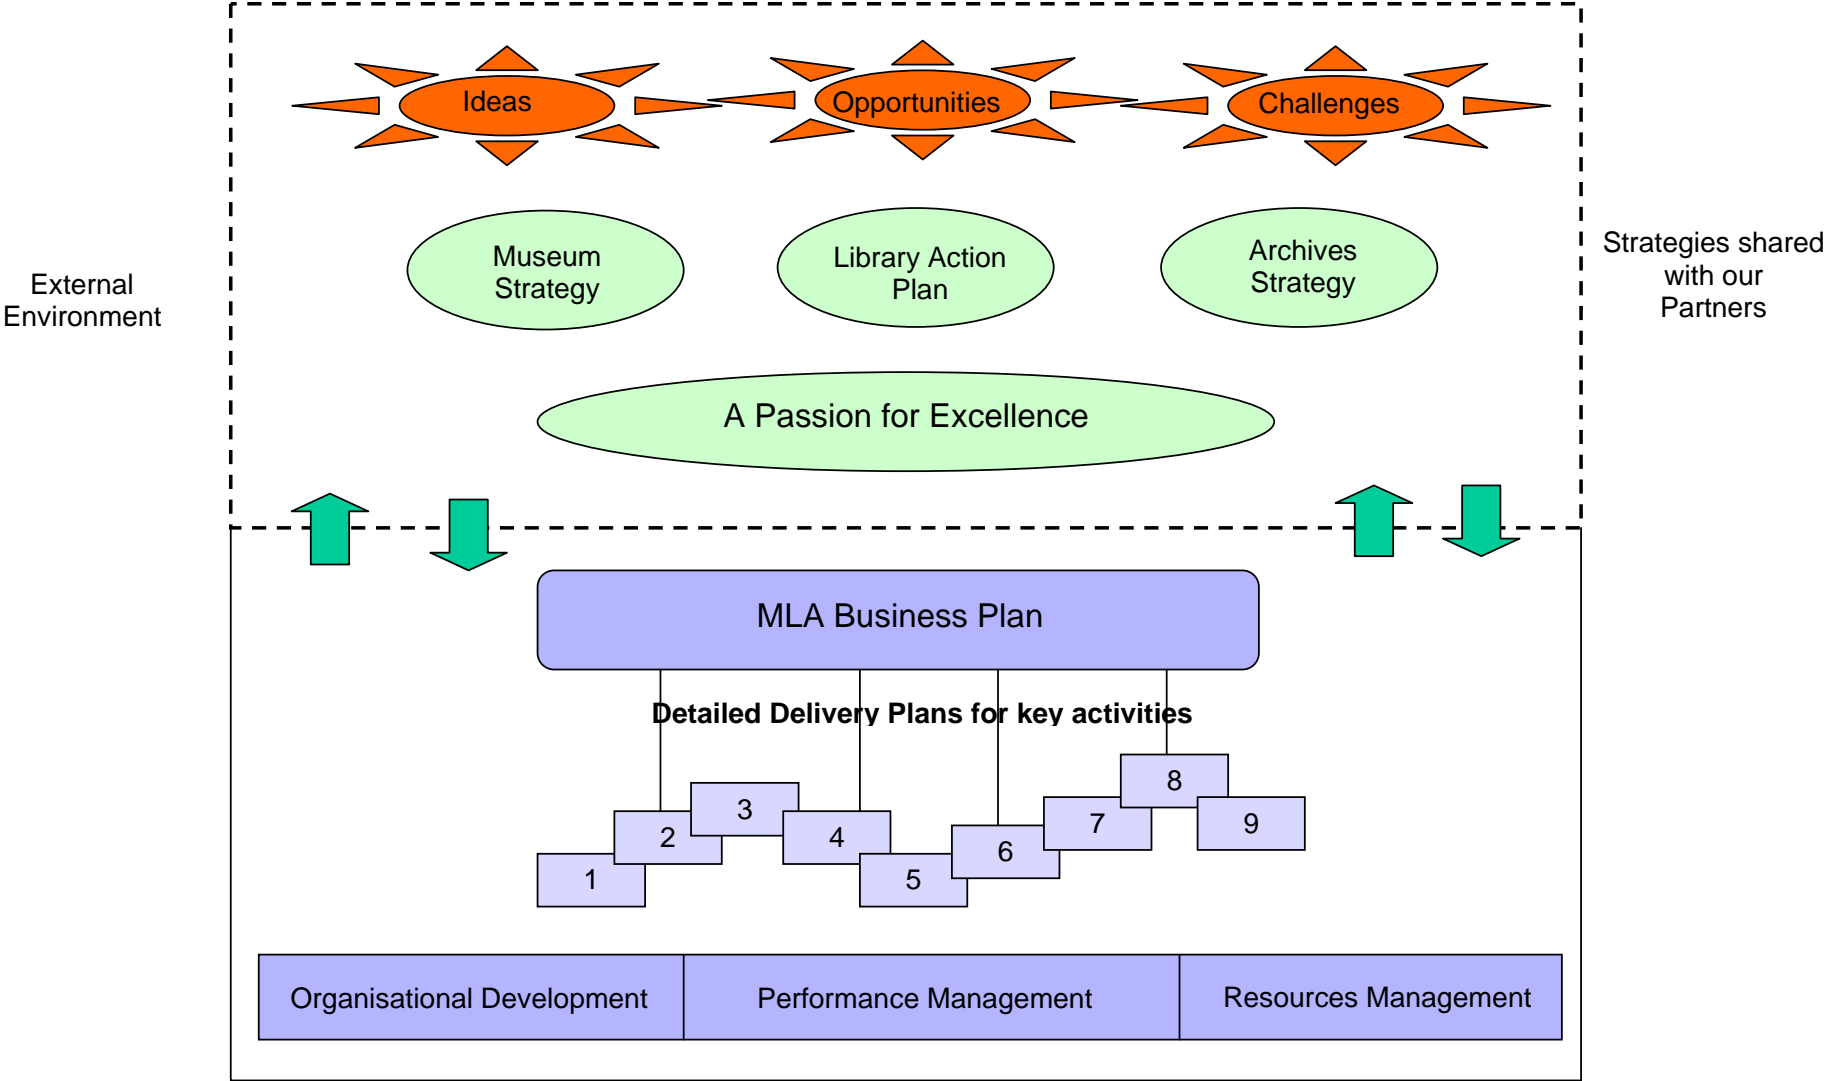 Ideas
Opportunities
Challenges
Museum
Strategy
Library Action
Plan
Archives
Strategy
External
Environment
Strategies shared
with our
Partners
A Passion for Excellence
MLA Business Plan
Detailed Delivery Plans for key activities
1
2
3
4
5
6
7
8
9
Organisational Development
Performance Management
Resources Management